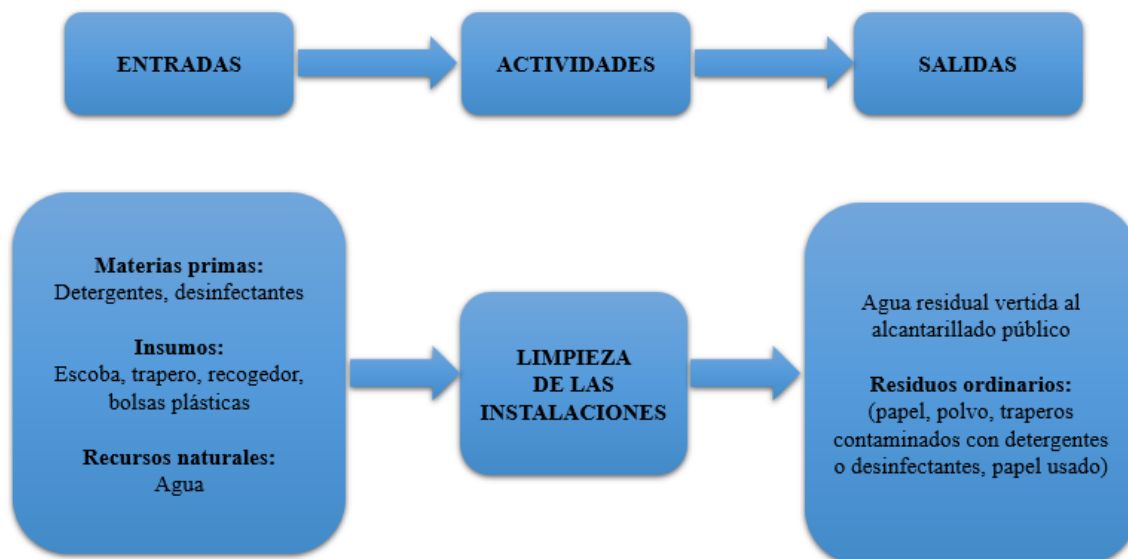 ENTRADAS
ACTIVIDADES
SALIDAS
Materias primas:
Detergentes, desinfectantes
Insumos:
Escoba, trapero, recogedor,
bolsas plásticas
Recursos naturales:
Agua
LIMPIEZA
DE LAS
INSTALACIONES
Agua residual vertida al
alcantarillado público
Residuos ordinarios:
(papel, polvo, traperos
contaminados con detergentes
o desinfectantes, papel usado)